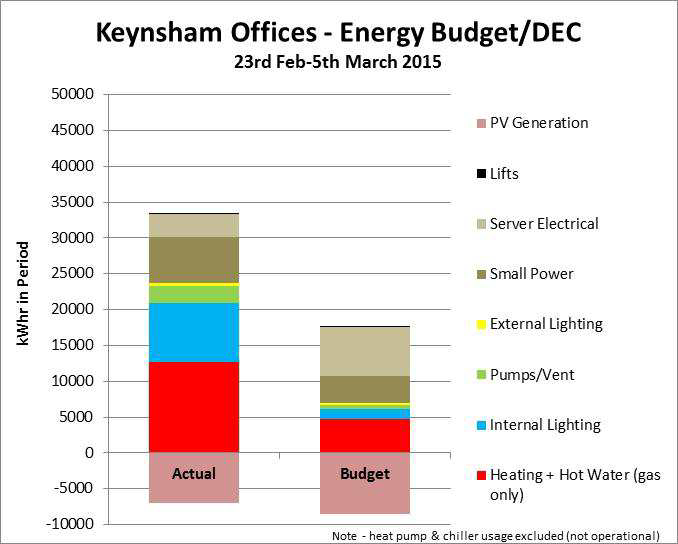 Keynsham Offices - Energy Budget/DEC
23rd Feb-5th March 2015
kWhr in Period
50000
45000
40000
35000
30000
25000
20000
15000
10000
5000
0
-5000
-10000
Actual
Budget
PV Generation
Lifts
Server Electrical
Small Power
External Lighting
Pumps/Vent
Internal Lighting
Heating + Hot Water (gas
only)
Note - heat pump & chiller usage excluded (not operational)